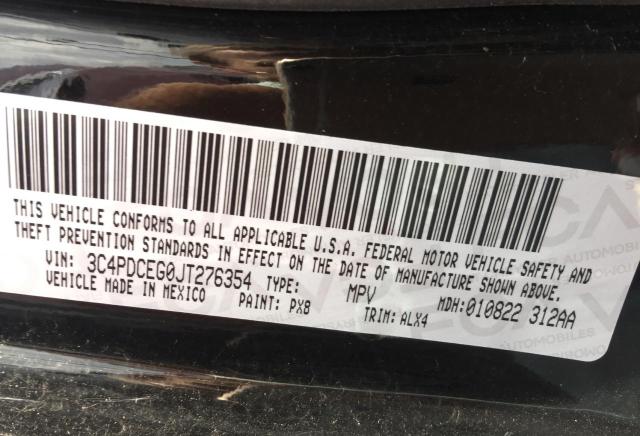 THIS VEHICLE CONFORMS TO ALL APPLICABLE U.S.A. FEDERAL MOTOR VEHICLE SAFETY AND
THEFT PREVENTION STANDARDS IN EFFECT ON THE DATE OF MANUFACTURE SHOWN ABOVE.
VIN: 3C4PDCEG0JT276354 TYPE: MPV MDH:010822 312AA
VEHICLE MADE IN MEXICO PAINT: PX8 TRIM: ALX4
AUTOMOBILES